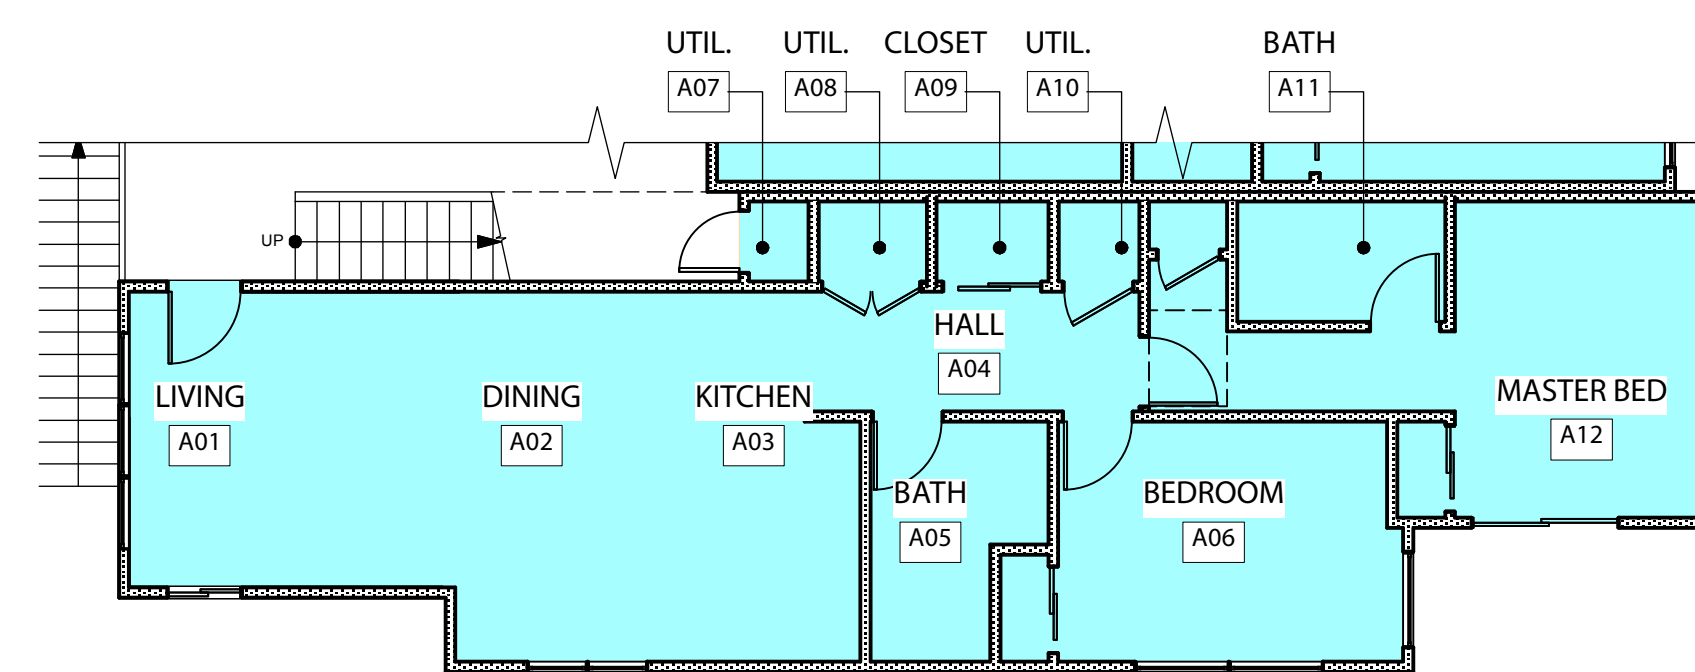 UTIL. UTIL. CLOSET UTIL. BATH
A07 A08 A09 A10 A11
UP
HALL
A04
LIVING DINING KITCHEN MASTER BED
A01 A02 A03 A12
BATH BEDROOM
A05 A06